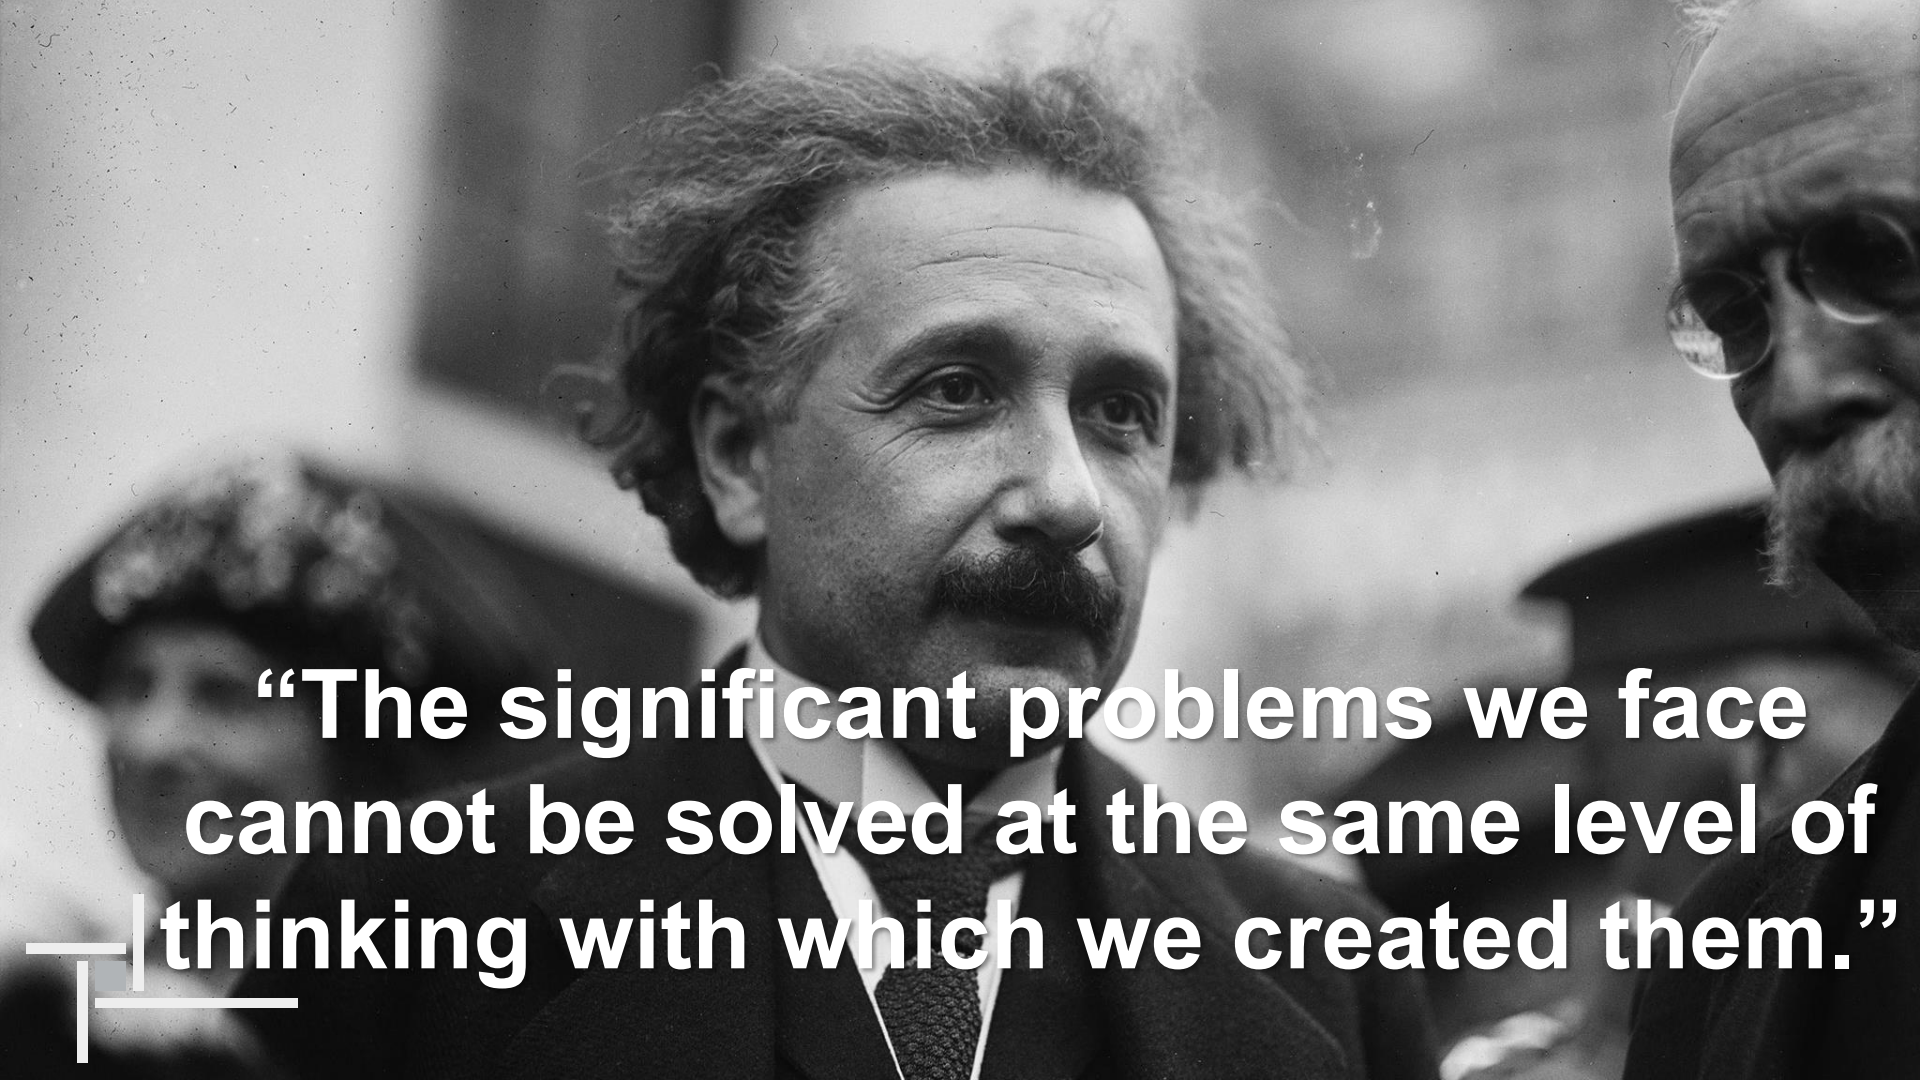 “The significant problems we face
cannot be solved at the same level of
thinking with which we created them.”